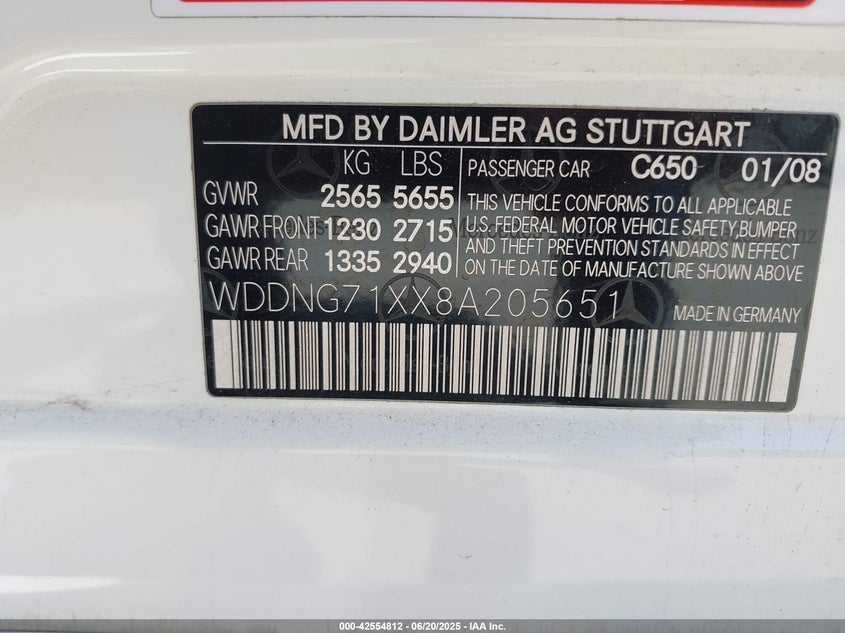 MFD BY DAIMLER AG STUTTGART
KG LBS
GVWR 2565 5655
GAWR FRONT 1230 2715
GAWR REAR 1335 2940
PASSENGER CAR C650 01/08
THIS VEHICLE CONFORMS TO ALL APPLICABLE
U.S. FEDERAL MOTOR VEHICLE SAFETY,BUMPER
AND THEFT PREVENTION STANDARDS IN EFFECT
ON THE DATE OF MANUFACTURE SHOWN ABOVE
WDDNG71XX8A205651 MADE IN GERMANY
000-42554812 - 06/20/2025 - IAA Inc.